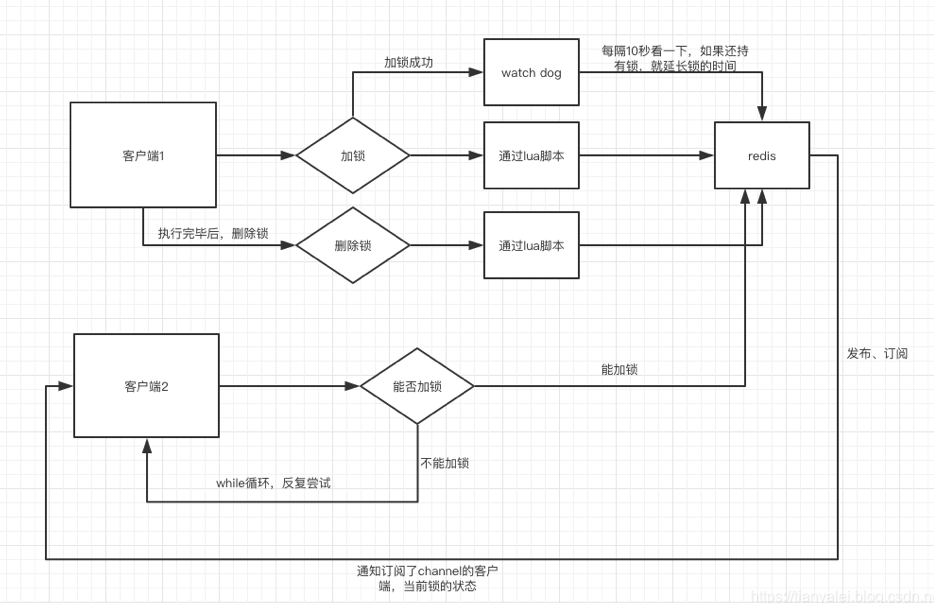 加锁成功
watch dog
每隔10秒看一下，如果还持
有锁，就延长锁的时间
客户端1
加锁
通过lua脚本
redis
执行完毕后，删除锁
删除锁
通过lua脚本
发布、订阅
客户端2
能否加锁
能加锁
不能加锁
while循环，反复尝试
通知订阅了channel的客户
端，当前锁的状态